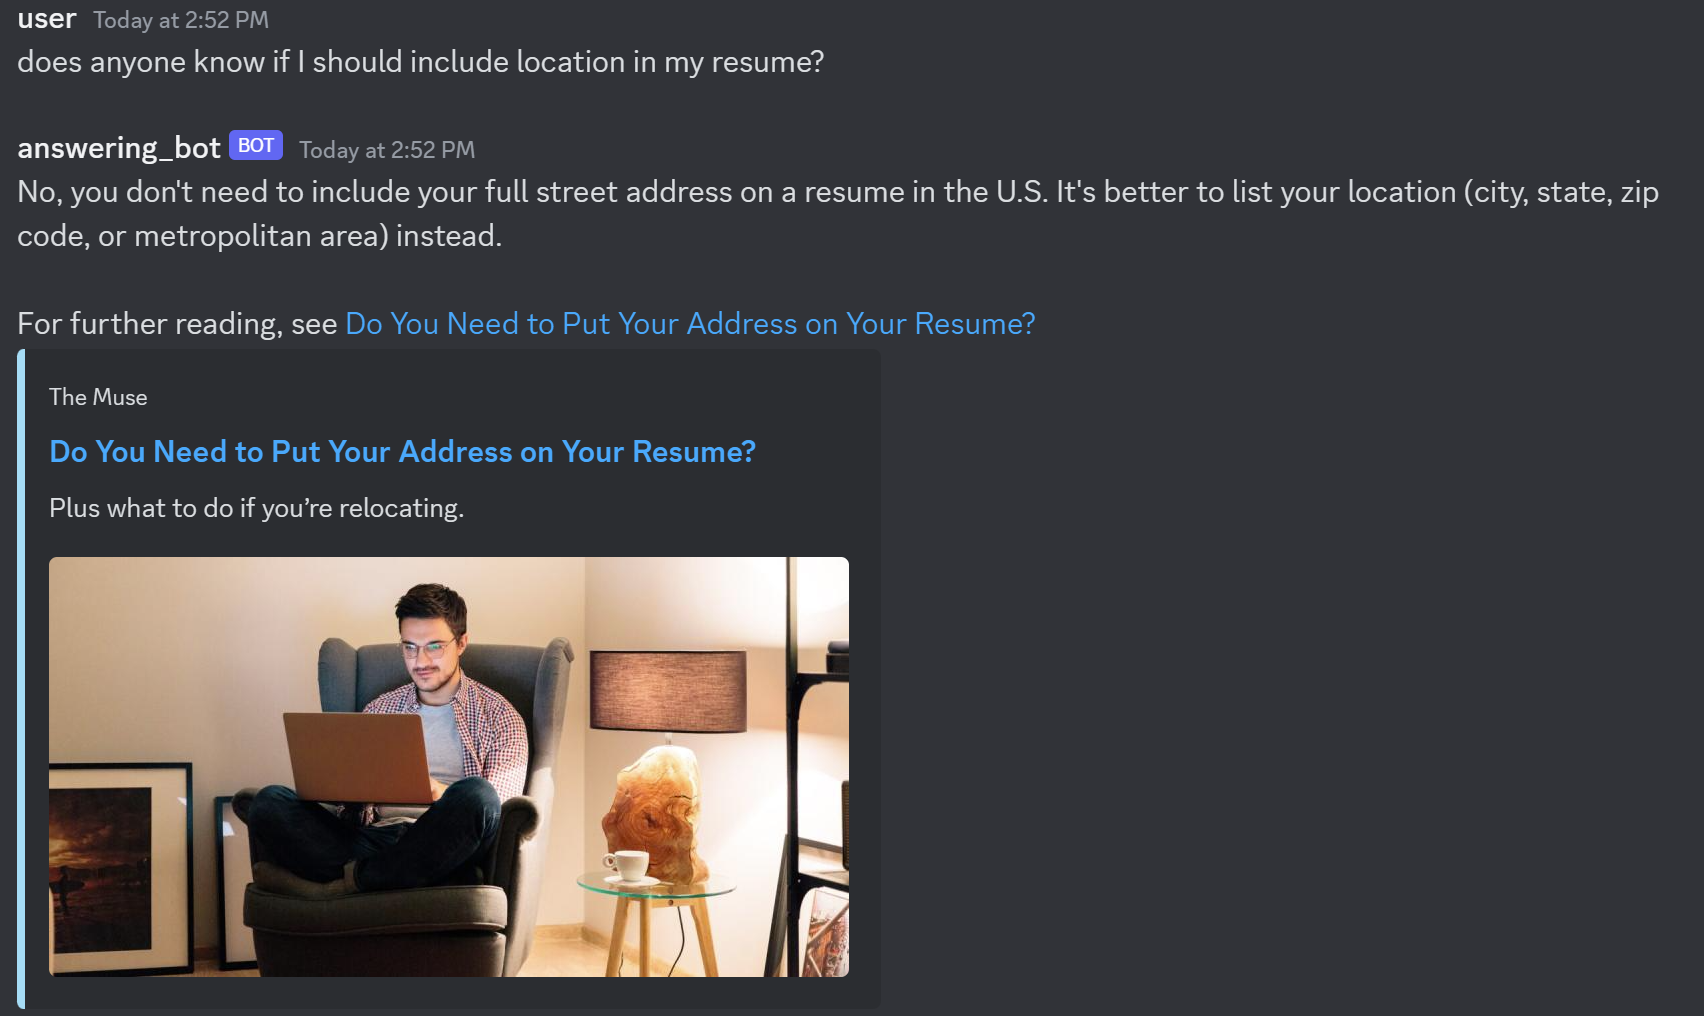 user Today at 2:52 PM
does anyone know if I should include location in my resume?
answering_bot BOT Today at 2:52 PM
No, you don't need to include your full street address on a resume in the U.S. It's better to list your location (city, state, zip
code, or metropolitan area) instead.
For further reading, see Do You Need to Put Your Address on Your Resume?
The Muse
Do You Need to Put Your Address on Your Resume?
Plus what to do if you’re relocating.